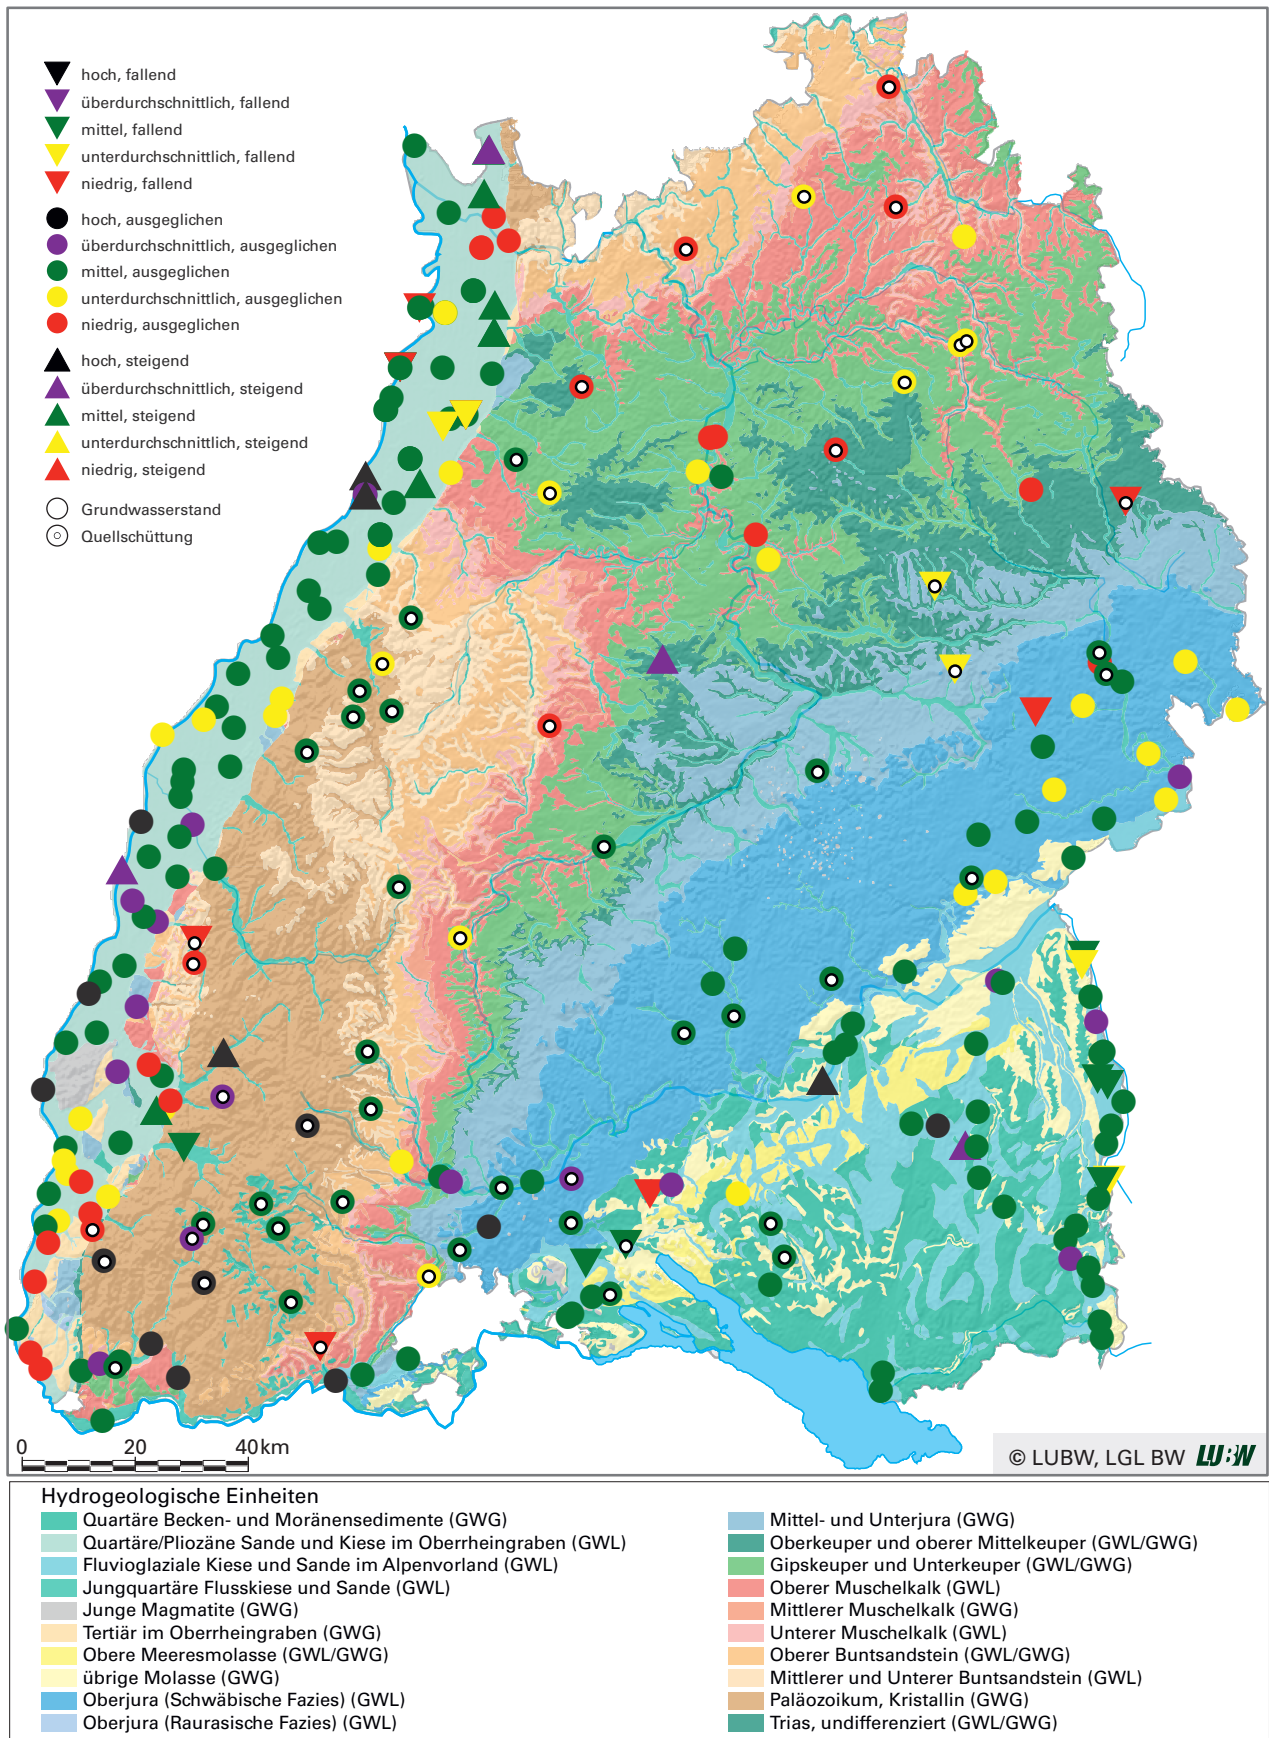 hoch, fallend
überdurchschnittlich, fallend
mittel, fallend
unterdurchschnittlich, fallend
niedrig, fallend
hoch, ausgeglichen
überdurchschnittlich, ausgeglichen
mittel, ausgeglichen
unterdurchschnittlich, ausgeglichen
niedrig, ausgeglichen
hoch, steigend
überdurchschnittlich, steigend
mittel, steigend
unterdurchschnittlich, steigend
niedrig, steigend
Grundwasserstand
Quellschüttung
0 20 40 km
© LUBW, LGL BW LUBW
Hydrogeologische Einheiten
Quartäre Becken- und Moränensedimente (GWG)
Quartäre/Pliozäne Sande und Kiese im Oberrheingraben (GWL)
Fluvioglaziale Kiese und Sande im Alpenvorland (GWL)
Jungquartäre Flusskiese und Sande (GWL)
Junge Magmatite (GWG)
Tertiär im Oberrheingraben (GWG)
Obere Meeresmolasse (GWL/GWG)
übrige Molasse (GWG)
Oberjura (Schwäbische Fazies) (GWL)
Oberjura (Raurasische Fazies) (GWL)
Mittel- und Unterjura (GWG)
Oberkeuper und oberer Mittelkeuper (GWL/GWG)
Gipskeuper und Unterkeuper (GWL/GWG)
Oberer Muschelkalk (GWL)
Mittlerer Muschelkalk (GWG)
Unterer Muschelkalk (GWL)
Oberer Buntsandstein (GWL/GWG)
Mittlerer und Unterer Buntsandstein (GWL)
Paläozoikum, Kristallin (GWG)
Trias, undifferenziert (GWL/GWG)